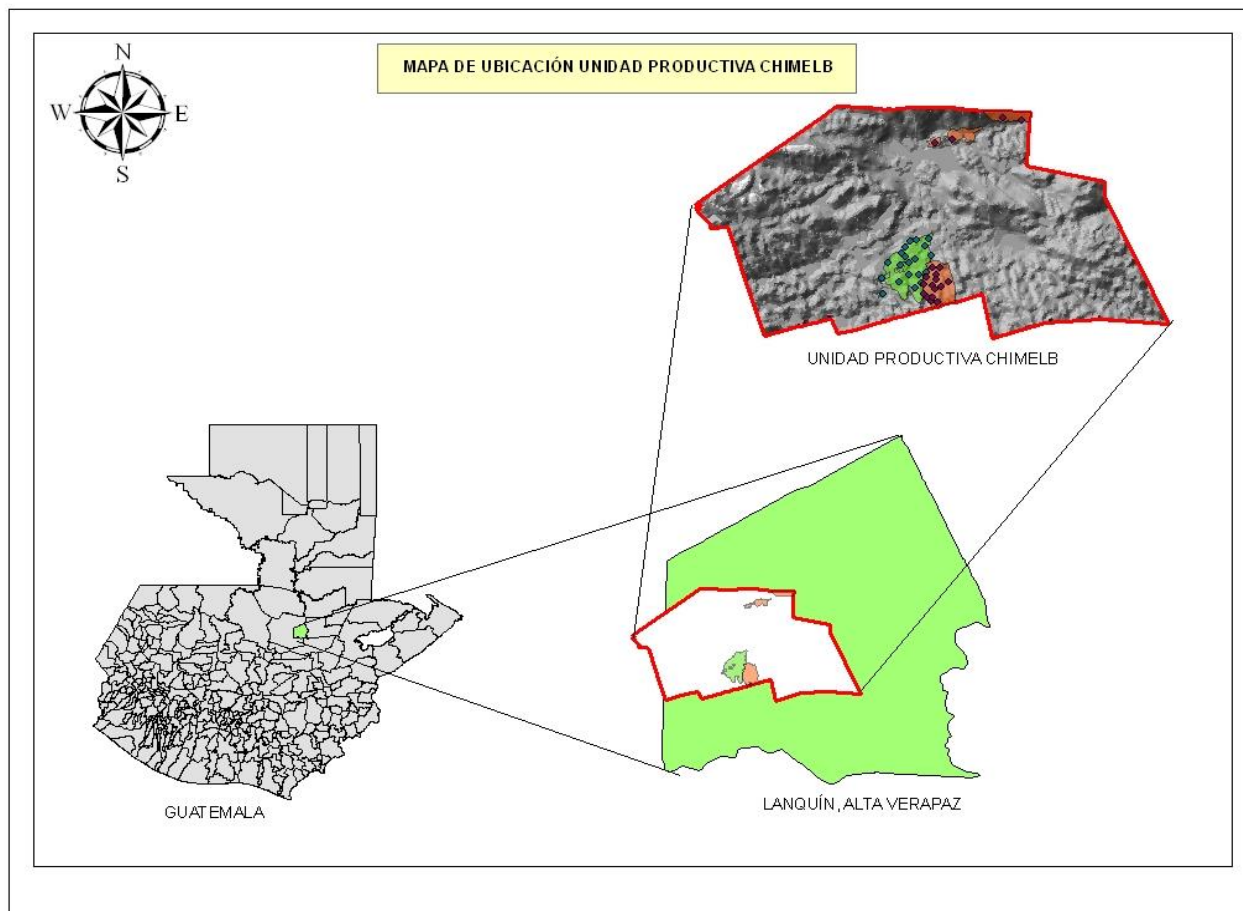 MAPA DE UBICACIÓN UNIDAD PRODUCTIVA CHIMELB
N
W E
S
UNIDAD PRODUCTIVA CHIMELB
GUATEMALA
LANQUÍN, ALTA VERAPAZ